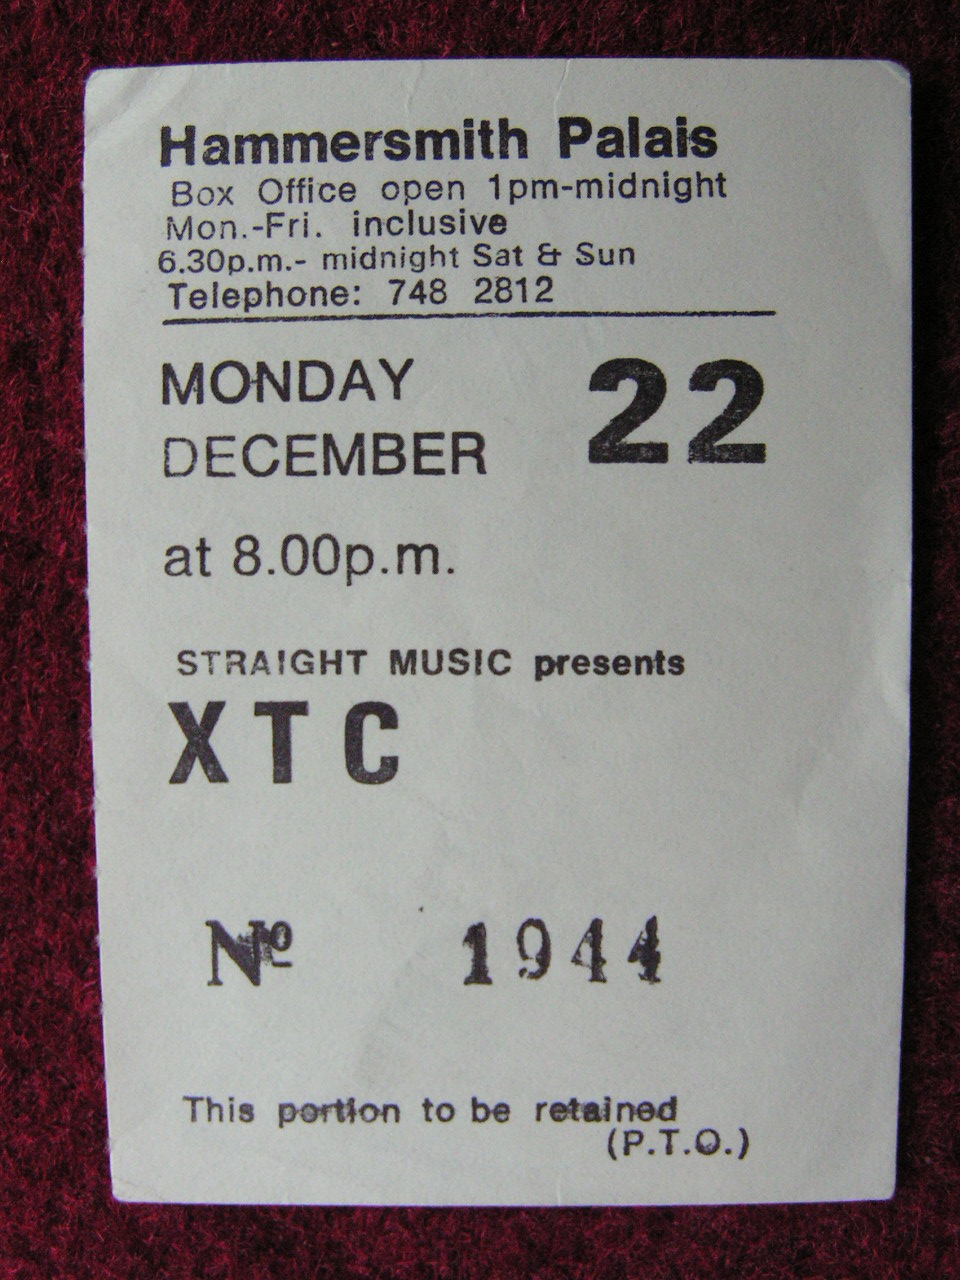 Hammersmith Palais
Box Office open 1pm-midnight
Mon.-Fri. inclusive
6.30p.m.- midnight Sat & Sun
Telephone: 748 2812
MONDAY 22
DECEMBER
at 8.00p.m.
STRAIGHT MUSIC presents
XTC
Nº 1944
This portion to be retained
(P.T.O.)